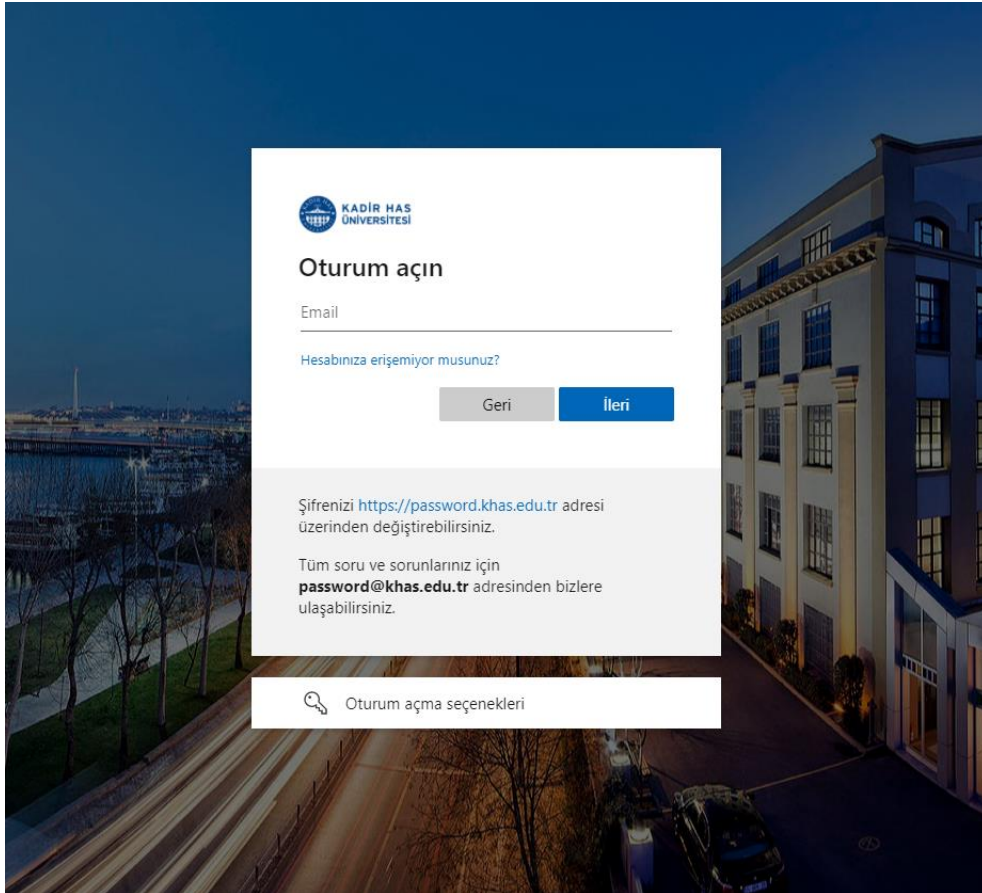 KADİR HAS
ÜNİVERSİTESİ
Oturum açın
Email
Hesabınıza erişemiyor musunuz?
Geri
İleri
Şifrenizi https://password.khas.edu.tr adresi
üzerinden değiştirebilirsiniz.
Tüm soru ve sorunlarınız için
password@khas.edu.tr adresinden bizlere
ulaşabilirsiniz.
Oturum açma seçenekleri